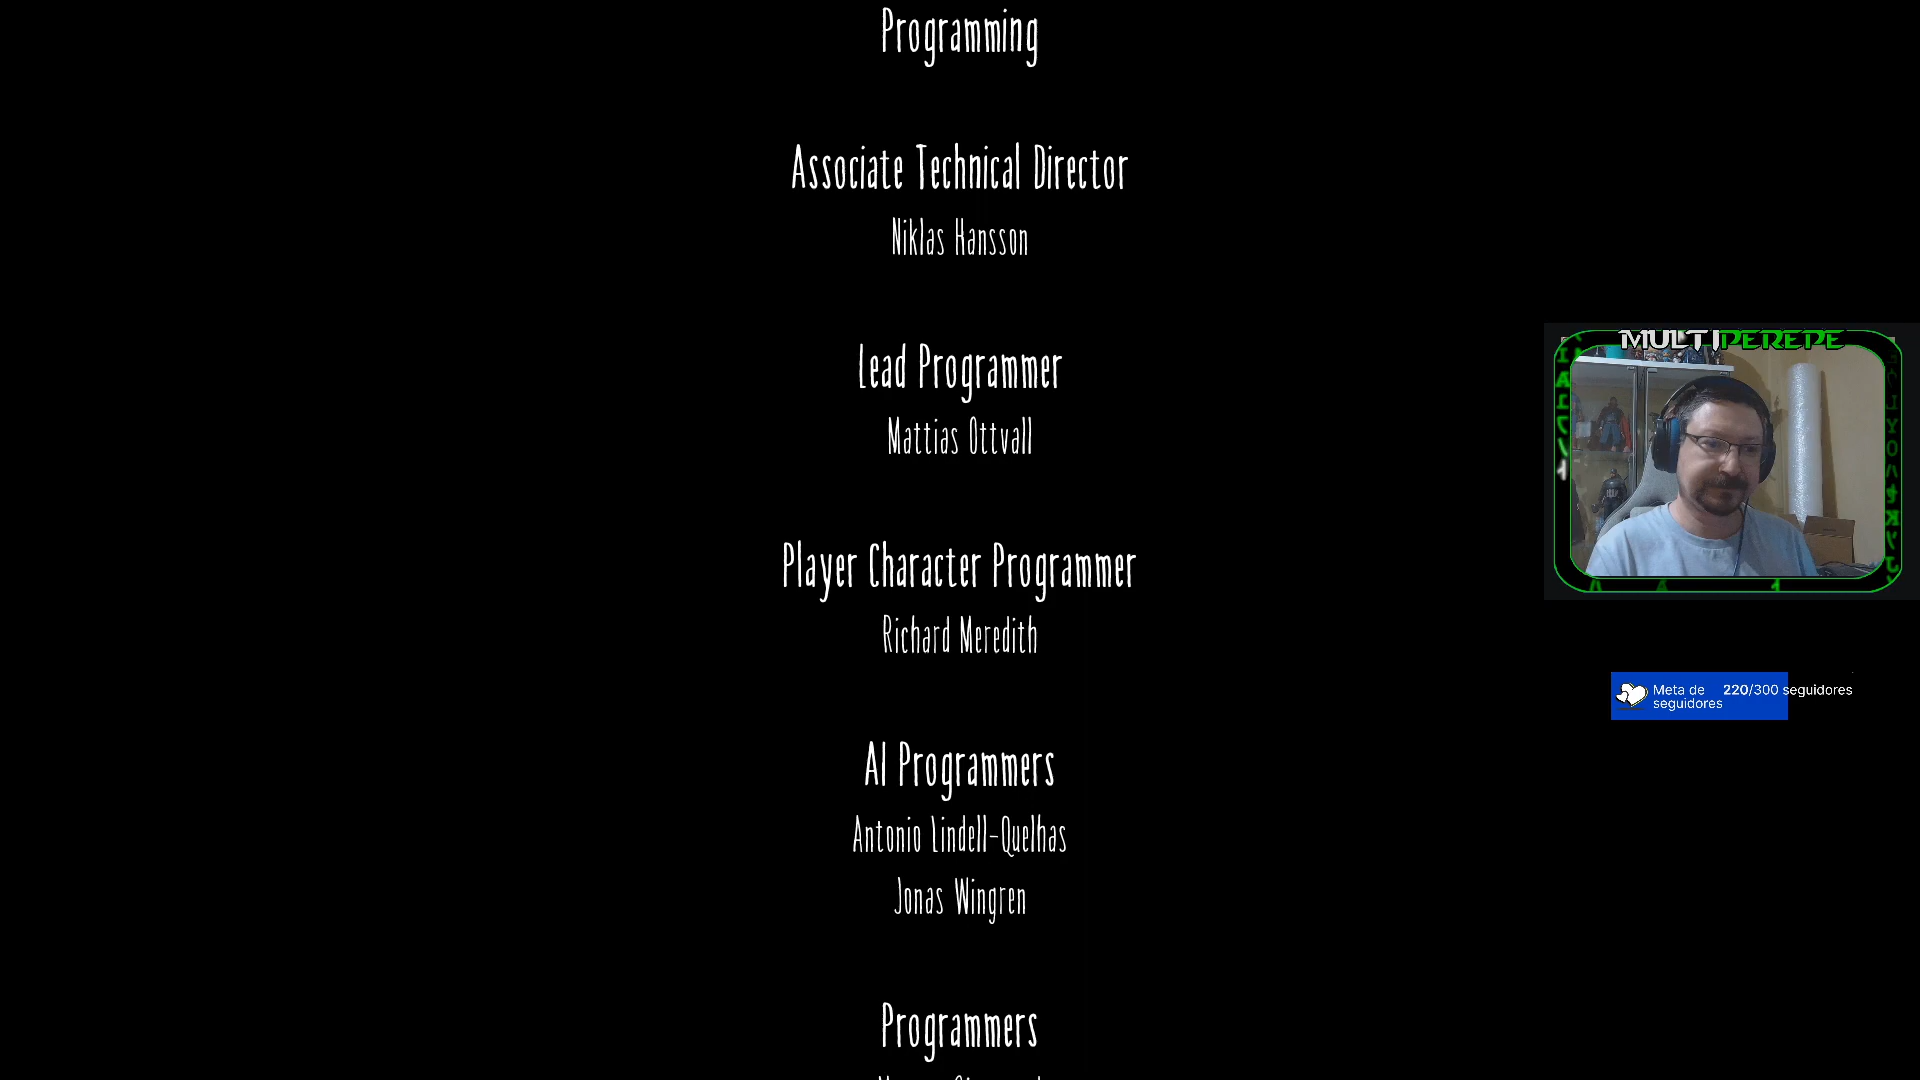 Programming
Associate Technical Director
Niklas Hansson
Lead Programmer
Mattias Ottvall
Player Character Programmer
Richard Meredith
AI Programmers
Antonio Lindell-Quelhas
Jonas Wingren
Programmers
MULTIPEREPE
Meta de seguidores 220/300 seguidores